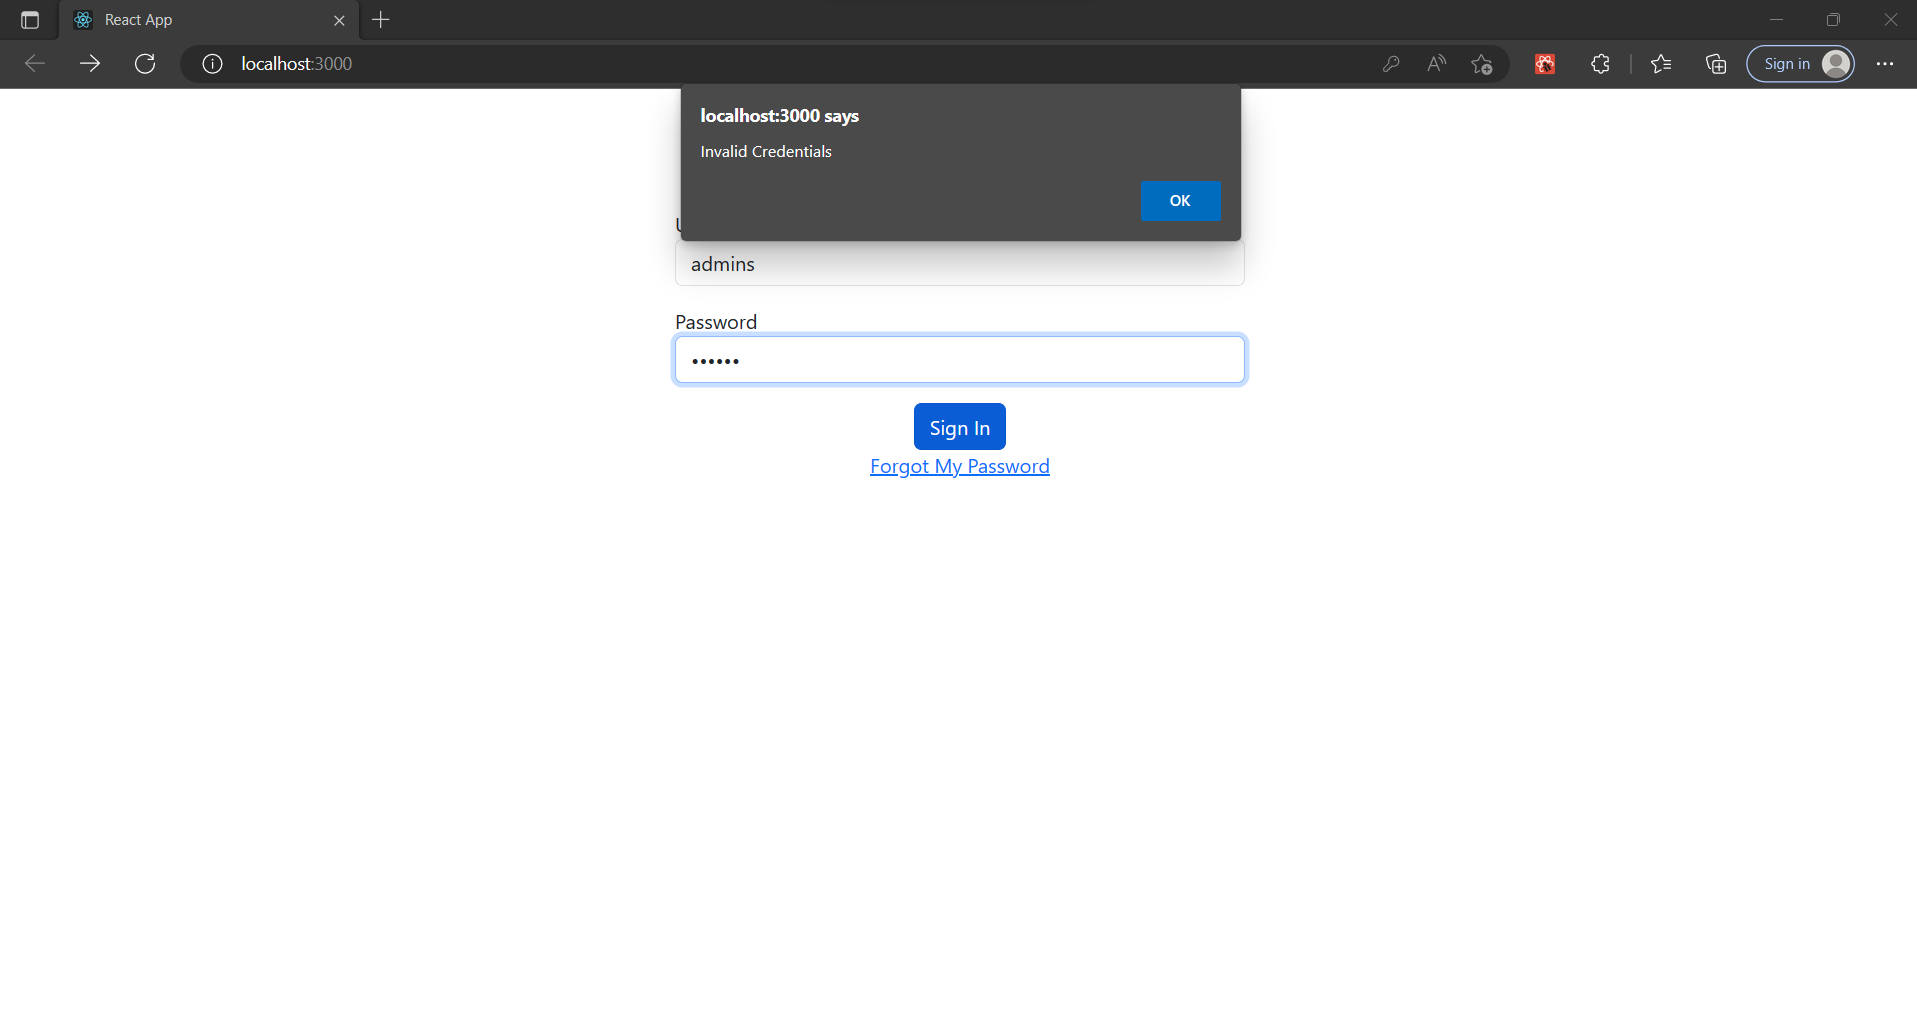 React App
localhost:3000
Sign in
localhost:3000 says
Invalid Credentials
OK
admins
Password
••••••
Sign In
Forgot My Password